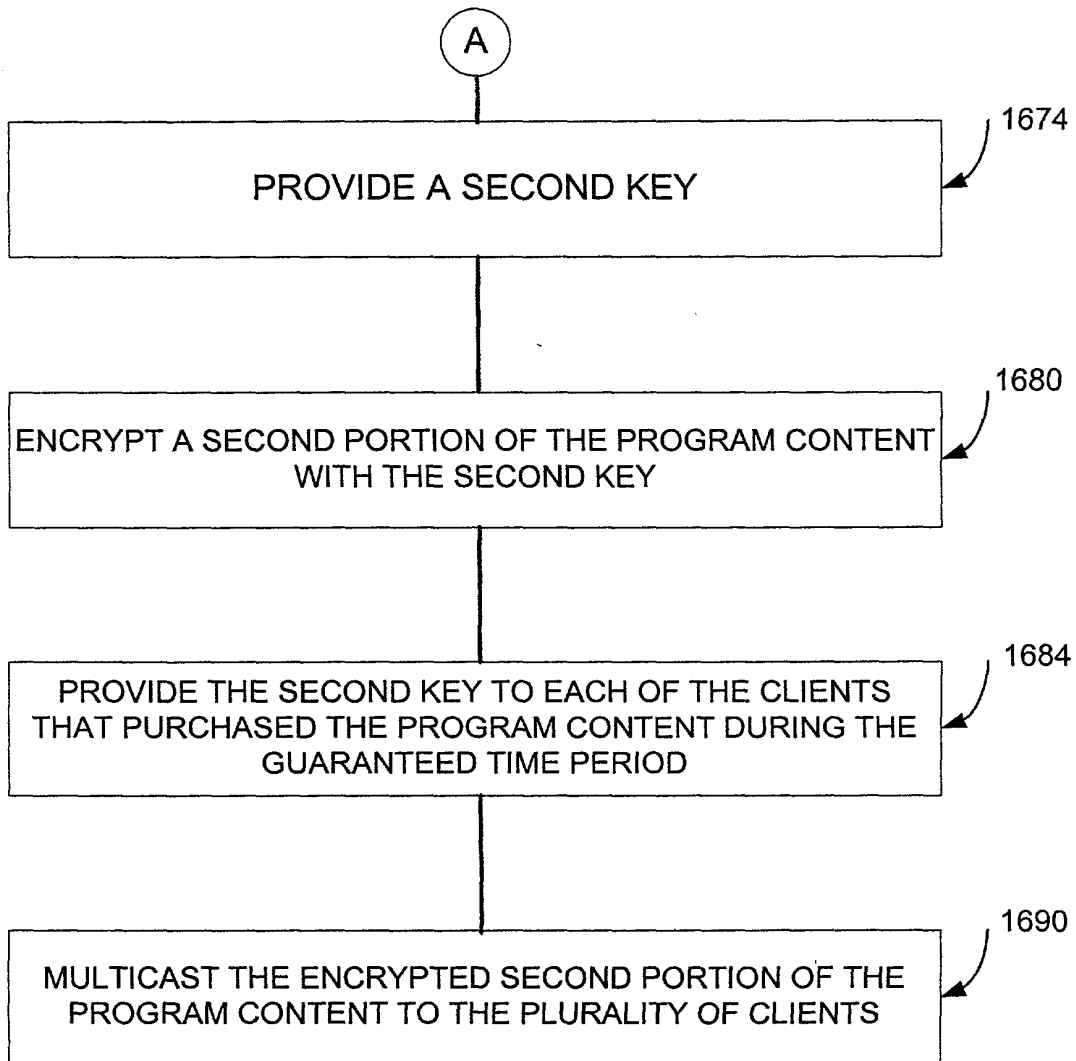 A
1674
PROVIDE A SECOND KEY
1680
ENCRYPT A SECOND PORTION OF THE PROGRAM CONTENT
WITH THE SECOND KEY
1684
PROVIDE THE SECOND KEY TO EACH OF THE CLIENTS
THAT PURCHASED THE PROGRAM CONTENT DURING THE
GUARANTEED TIME PERIOD
1690
MULTICAST THE ENCRYPTED SECOND PORTION OF THE
PROGRAM CONTENT TO THE PLURALITY OF CLIENTS